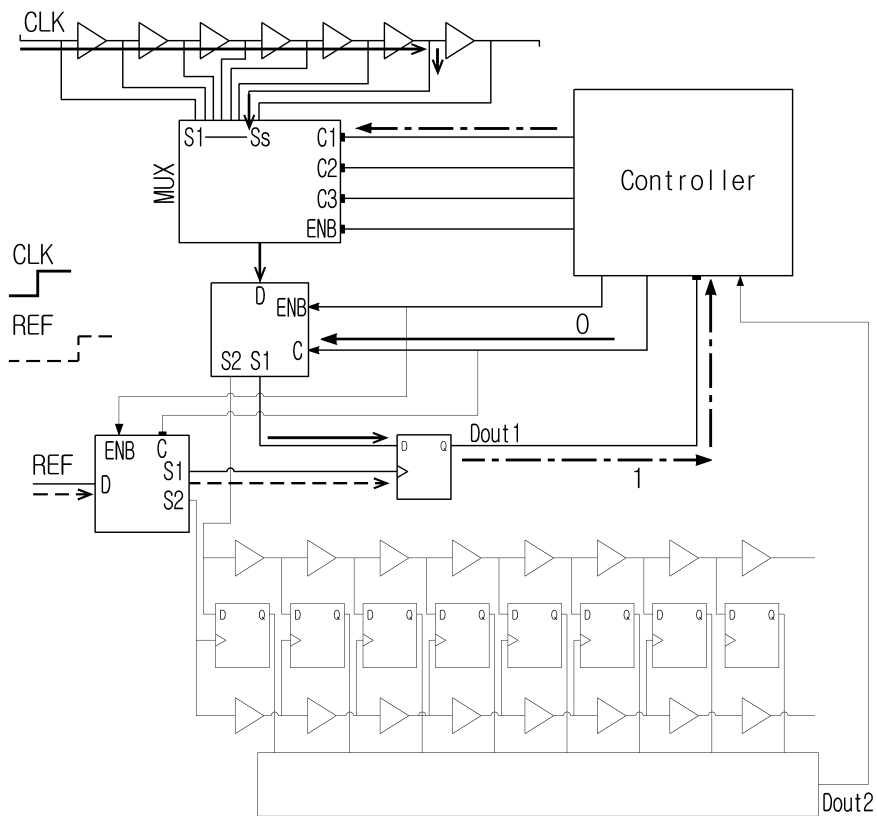 CLK
S1 Ss
C1
C2
C3
ENB
MUX
Controller
CLK
REF
D
ENB
C
S2 S1
0
ENB
C
S1
S2
D
REF
D Q
Dout1
1
D Q D Q D Q D Q D Q D Q D Q D Q
Dout2